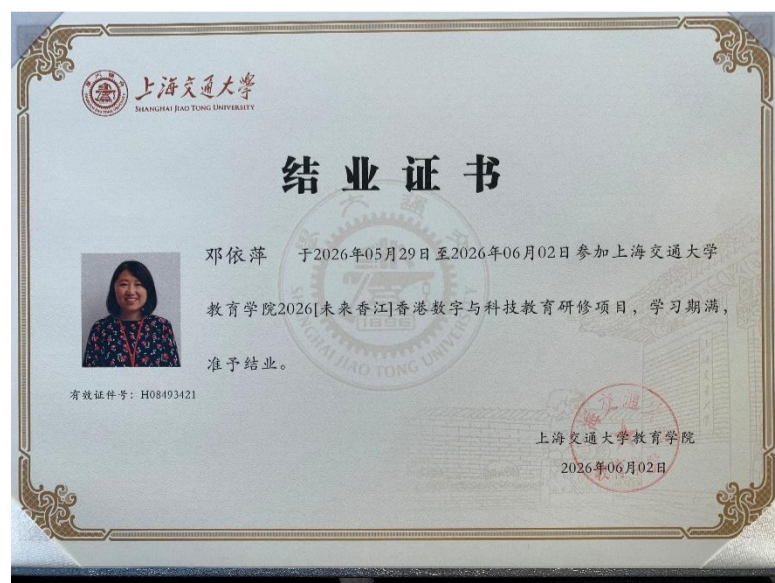 上海交通大学
SHANGHAI JIAO TONG UNIVERSITY
结业证书
邓依萍 于2026年05月29日至2026年06月02日参加上海交通大学
教育学院2026[未来香江]香港数字与科技教育研修项目，学习期满，
准予结业。
有效证件号：H08493421
上海交通大学教育学院
2026年06月02日
SHANGHAI JIAO TONG UNIVERSITY
1896